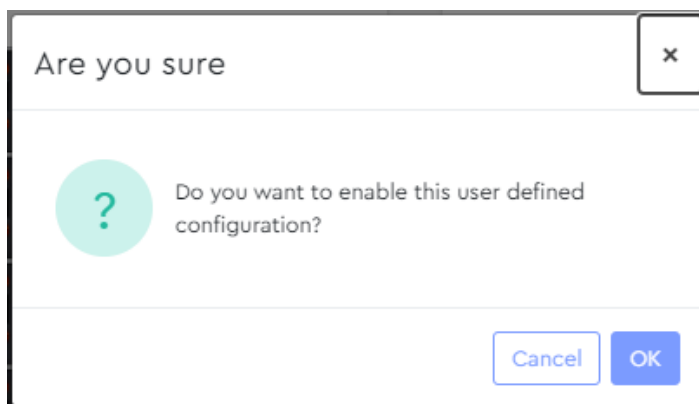 Are you sure
×
?
Do you want to enable this user defined
configuration?
Cancel
OK